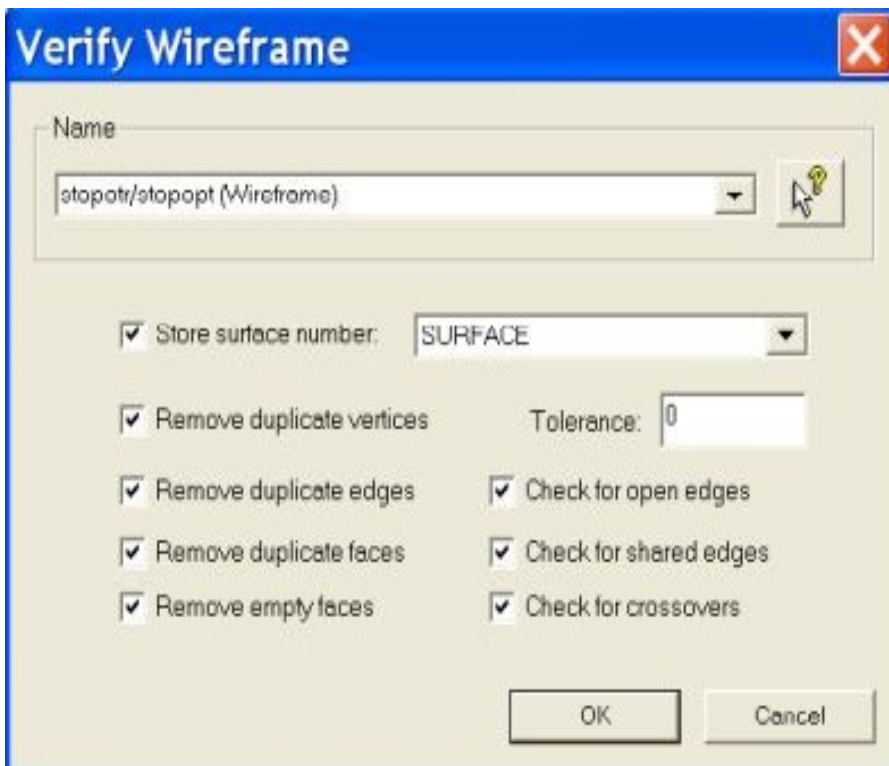 Verify Wireframe
Name
stopotr/stopopt (Wireframe)
Store surface number: SURFACE
Remove duplicate vertices Tolerance: 0
Remove duplicate edges Check for open edges
Remove duplicate faces Check for shared edges
Remove empty faces Check for crossovers
OK Cancel